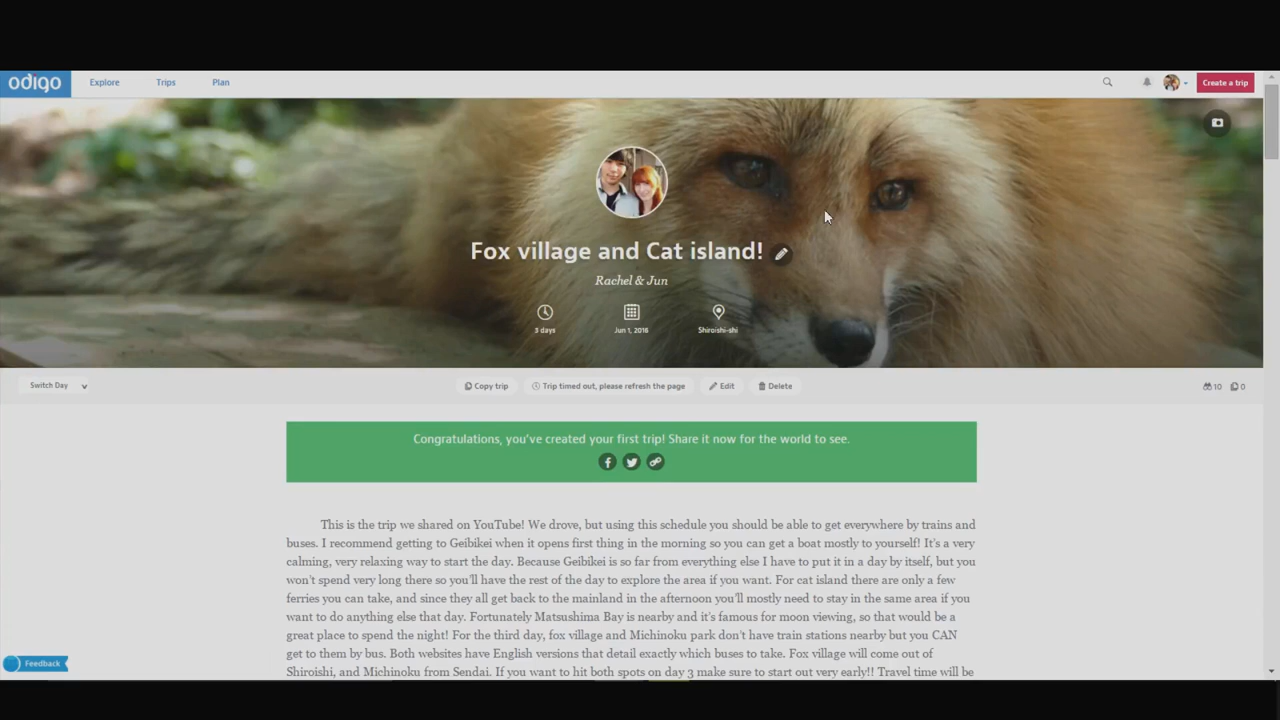 odigo Explore Trips Plan Create a trip
Fox village and Cat island!
Rachel & Jun
3 days Jun 1, 2016 Shiroishi-shi
Switch Day Copy trip Trip timed out, please refresh the page Edit Delete 10 0
Congratulations, you've created your first trip! Share it now for the world to see.
This is the trip we shared on YouTube! We drove, but using this schedule you should be able to get everywhere by trains and
buses. I recommend getting to Geibikei when it opens first thing in the morning so you can get a boat mostly to yourself! It's a very
calming, very relaxing way to start the day. Because Geibikei is so far from everything else I have to put it in a day by itself, but you
won't spend very long there so you'll have the rest of the day to explore the area if you want. For cat island there are only a few
ferries you can take, and since they all get back to the mainland in the afternoon you'll mostly need to stay in the same area if you
want to do anything else that day. Fortunately Matsushima Bay is nearby and it's famous for moon viewing, so that would be a
great place to spend the night! For the third day, fox village and Michinoku park don't have train stations nearby but you CAN
get to them by bus. Both websites have English versions that detail exactly which buses to take. Fox village will come out of
Shiroishi, and Michinoku from Sendai. If you want to hit both spots on day 3 make sure to start out very early!! Travel time will be
Feedback